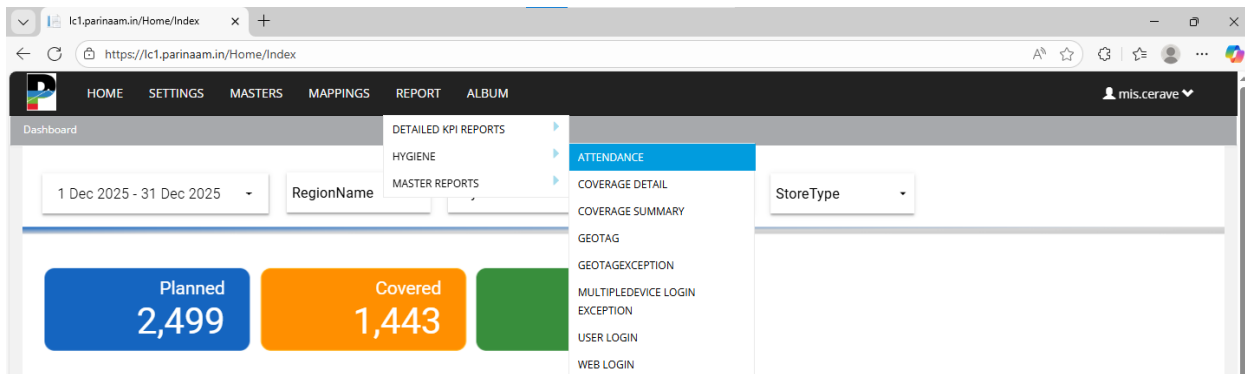 lc1.parinaam.in/Home/Index
https://lc1.parinaam.in/Home/Index
HOME SETTINGS MASTERS MAPPINGS REPORT ALBUM mis.cerave
Dashboard
DETAILED KPI REPORTS
HYGIENE
MASTER REPORTS
ATTENDANCE
COVERAGE DETAIL
COVERAGE SUMMARY
GEOTAG
GEOTAGEXCEPTION
MULTIPLEDEVICE LOGIN
EXCEPTION
USER LOGIN
WEB LOGIN
1 Dec 2025 - 31 Dec 2025
RegionName
StoreType
Planned
2,499
Covered
1,443